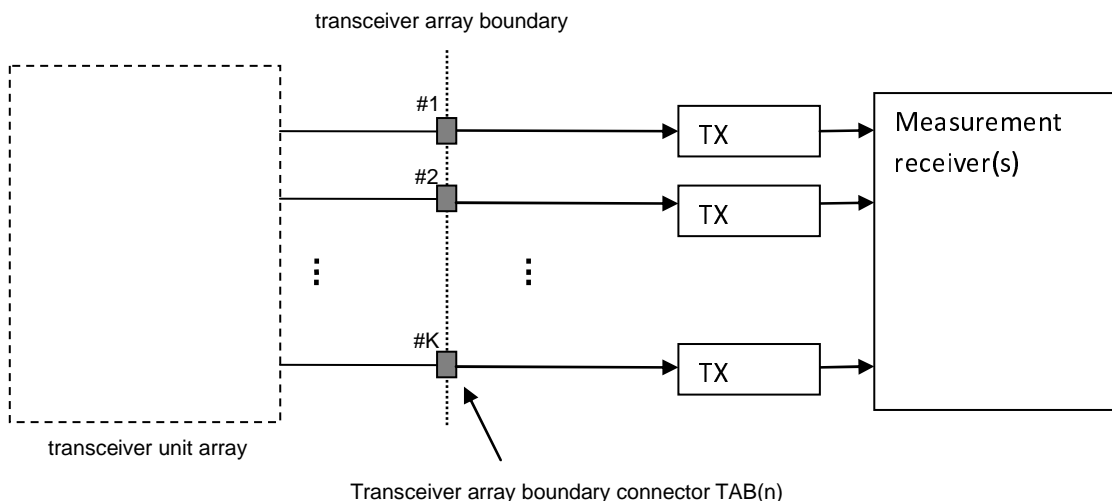 transceiver array boundary
#1
TX
Measurement
receiver(s)
#2
TX
#K
TX
transceiver unit array
Transceiver array boundary connector TAB(n)